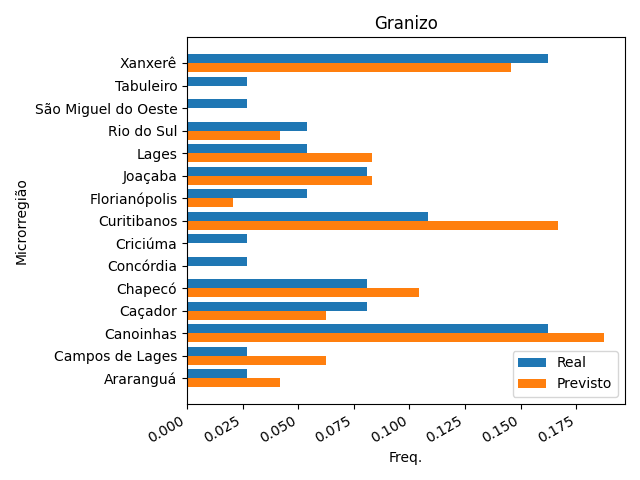 Granizo
Microrregião
Xanxerê
Tabuleiro
São Miguel do Oeste
Rio do Sul
Lages
Joaçaba
Florianópolis
Curitibanos
Criciúma
Concórdia
Chapecó
Caçador
Canoinhas
Campos de Lages
Araranguá
Real
Previsto
0.000
0.025
0.050
0.075
0.100
0.125
0.150
0.175
Freq.